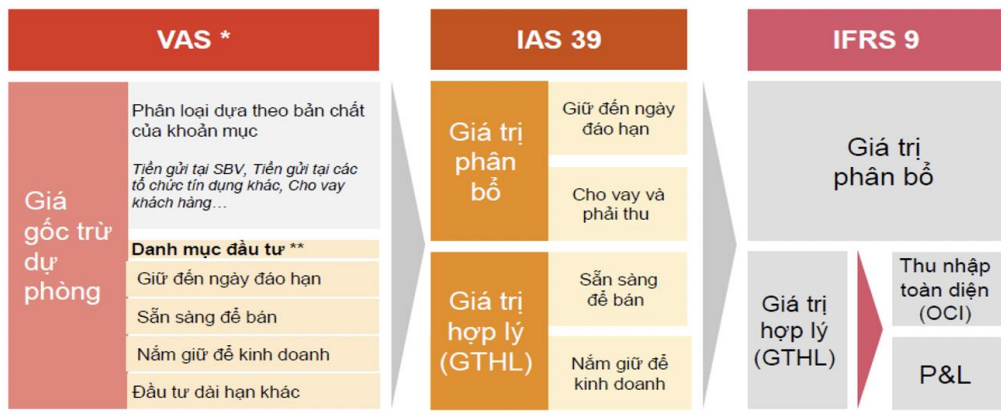 VAS *
Giá
gốc trừ
dự
phòng
Phân loại dựa theo bản chất
của khoản mục
Tiền gửi tại SBV, Tiền gửi tại các
tổ chức tín dụng khác, Cho vay
khách hàng…
Danh mục đầu tư **
Giữ đến ngày đáo hạn
Sẵn sàng để bán
Nắm giữ để kinh doanh
Đầu tư dài hạn khác
IAS 39
Giá trị
phân
bổ
Giữ đến ngày
đáo hạn
Cho vay và
phải thu
Giá trị
hợp lý
(GTHL)
Sẵn sàng
để bán
Nắm giữ để
kinh doanh
IFRS 9
Giá trị
phân bổ
Giá trị
hợp lý
(GTHL)
Thu nhập
toàn diện
(OCI)
P&L